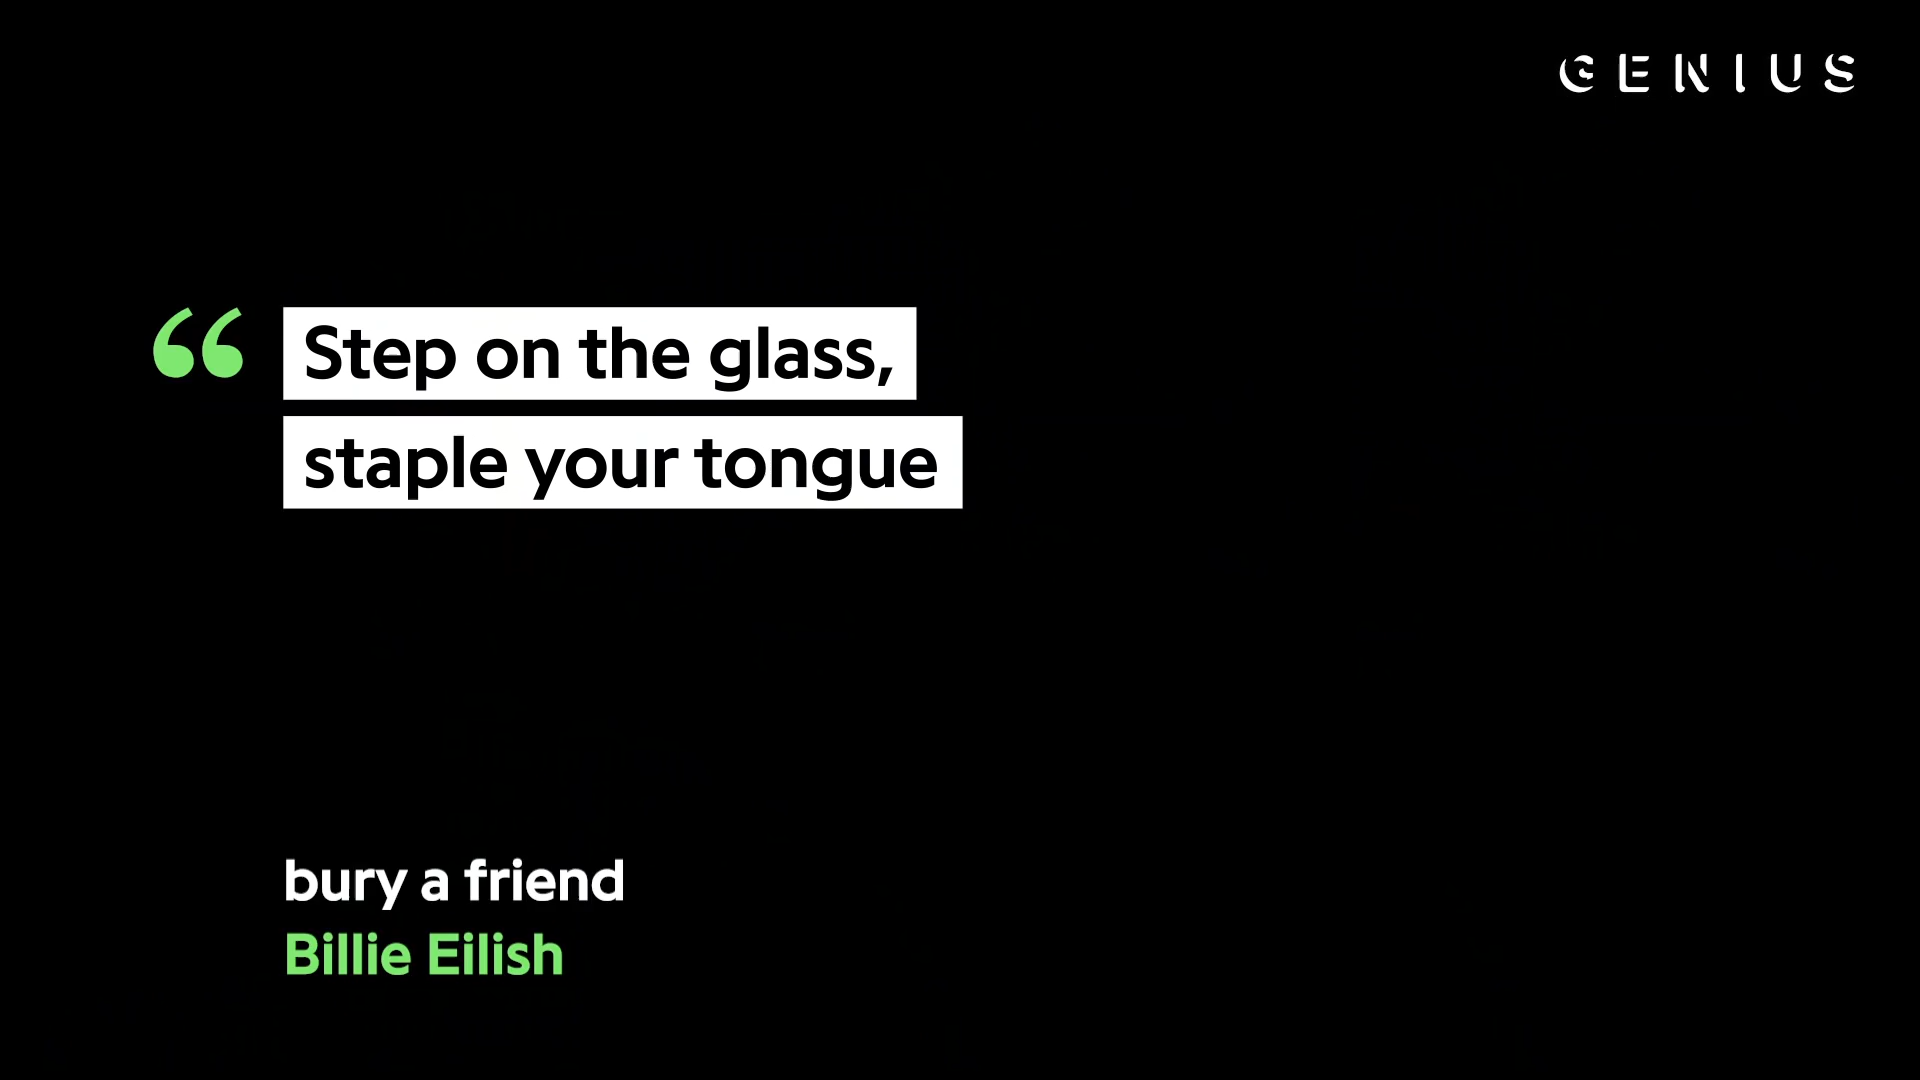 GENIUS
“ Step on the glass,
staple your tongue
bury a friend
Billie Eilish